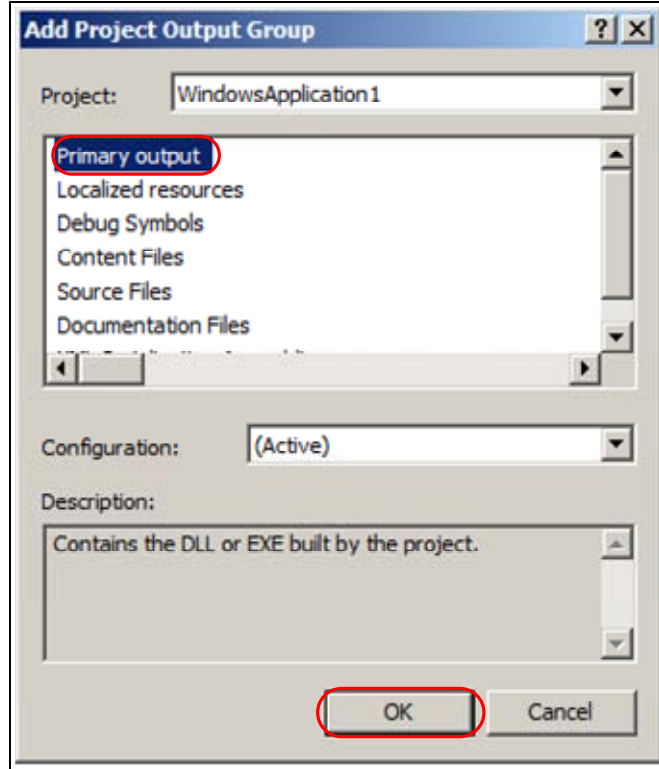 Add Project Output Group
Project: WindowsApplication1
Primary output
Localized resources
Debug Symbols
Content Files
Source Files
Documentation Files
Configuration: (Active)
Description:
Contains the DLL or EXE built by the project.
OK Cancel